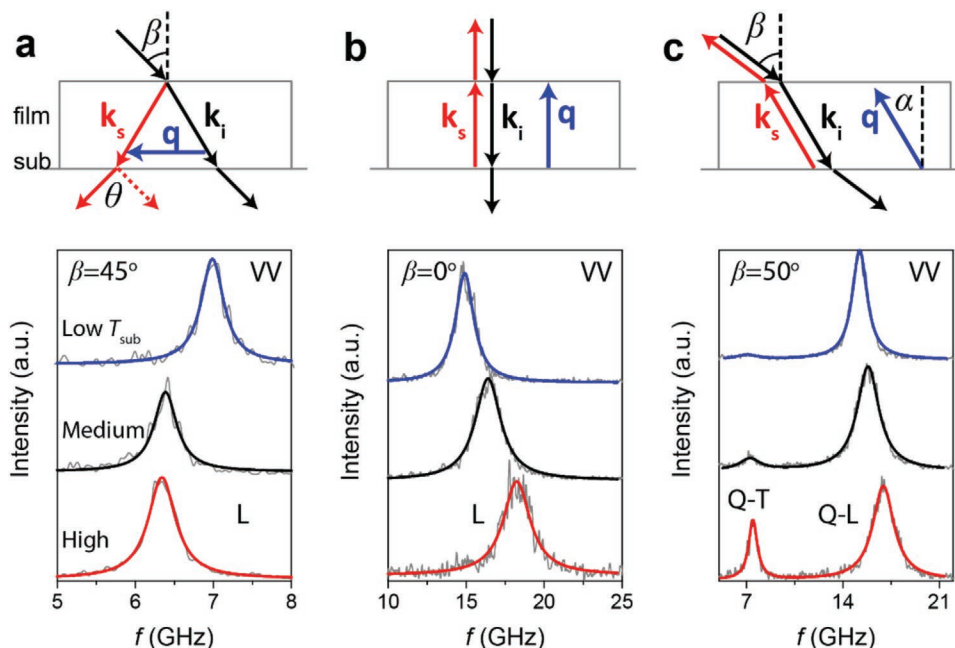 a
β
film
sub
k_s
q
k_i
θ
β=45°
VV
Low T_sub
Medium
High
L
Intensity (a.u.)
5 6 7 8
f (GHz)
b
k_s
k_i
q
β=0°
VV
L
Intensity (a.u.)
10 15 20 25
f (GHz)
c
β
k_s
k_i
q
α
β=50°
VV
Q-T
Q-L
Intensity (a.u.)
7 14 21
f (GHz)